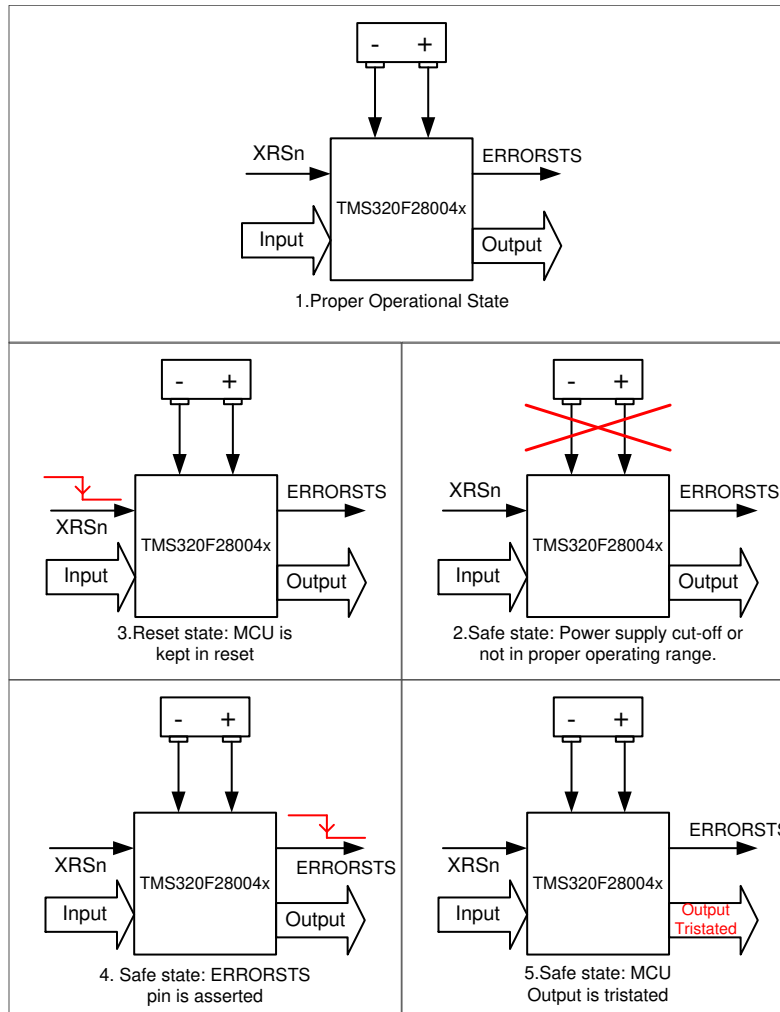 - +
XRSn
ERRORSTS
TMS320F28004x
Input
Output
1.Proper Operational State
- +
XRSn
ERRORSTS
TMS320F28004x
Input
Output
3.Reset state: MCU is
kept in reset
- +
XRSn
ERRORSTS
TMS320F28004x
Input
Output
2.Safe state: Power supply cut-off or
not in proper operating range.
- +
XRSn
ERRORSTS
TMS320F28004x
Input
Output
4. Safe state: ERRORSTS
pin is asserted
- +
XRSn
ERRORSTS
TMS320F28004x
Input
Output
Tristated
5.Safe state: MCU
Output is tristated